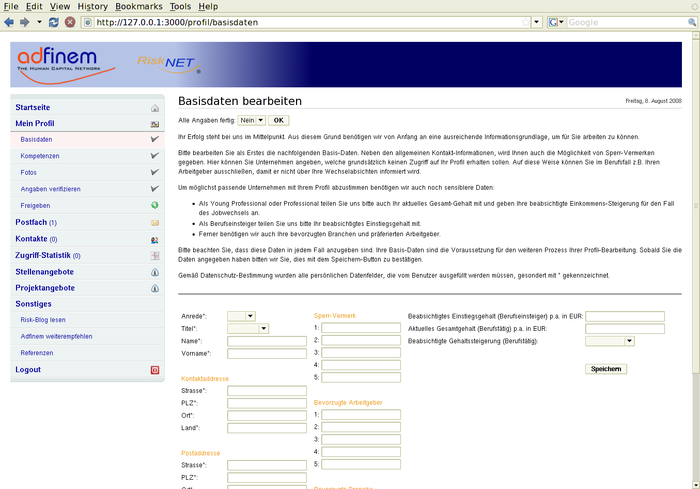 File Edit View History Bookmarks Tools Help
http://127.0.0.1:3000/profil/basisdaten
Google
adfinem
THE HUMAN CAPITAL NETWORK
RiskNET
Startseite
Mein Profil
Basisdaten
Kompetenzen
Fotos
Angaben verifizieren
Freigeben
Postfach (1)
Kontakte (0)
Zugriff-Statistik (0)
Stellenangebote
Projektangebote
Sonstiges
Risk-Blog lesen
Adfinem weiterempfehlen
Referenzen
Logout
Basisdaten bearbeiten
Freitag, 8. August 2008
Alle Angaben fertig: Nein OK
Ihr Erfolg steht bei uns im Mittelpunkt. Aus diesem Grund benötigen wir von Anfang an eine ausreichende Informationsgrundlage, um für Sie arbeiten zu können.
Bitte bearbeiten Sie als Erstes die nachfolgenden Basis-Daten. Neben den allgemeinen Kontakt-Informationen, wird Ihnen auch die Möglichkeit von Sperr-Vermerken
gegeben. Hier können Sie Unternehmen angeben, welche grundsätzlich keinen Zugriff auf Ihr Profil erhalten sollen. Auf diese Weise können Sie im Berufsfall z.B. Ihren
Arbeitgeber ausschließen, damit er nicht über Ihre Wechselabsichten informiert wird.
Um möglichst passende Unternehmen mit Ihrem Profil abzustimmen benötigen wir auch noch sensiblere Daten:
Als Young Professional oder Professional teilen Sie uns bitte auch Ihr aktuelles Gesamt-Gehalt mit und geben Ihre beabsichtigte Einkommens-Steigerung für den Fall
des Jobwechsels an.
Als Berufseinsteiger teilen Sie uns bitte Ihr beabsichtigtes Einstiegsgehalt mit.
Ferner benötigen wir auch Ihre bevorzugten Branchen und präferierten Arbeitgeber.
Bitte beachten Sie, dass diese Daten in jedem Fall anzugeben sind. Ihre Basis-Daten sind die Voraussetzung für den weiteren Prozess Ihrer Profil-Bearbeitung. Sobald Sie die
Daten angegeben haben bitten wir Sie, dies mit dem Speichern-Button zu bestätigen.
Gemäß Datenschutz-Bestimmung wurden alle persönlichen Datenfelder, die vom Benutzer ausgefüllt werden müssen, gesondert mit * gekennzeichnet.
Anrede*:
Titel*:
Name*:
Vorname*:
Kontaktaddresse
Strasse*:
PLZ*:
Ort*:
Land*:
Postaddresse
Strasse*:
PLZ*:
Sperr-Vermerk
1:
2:
3:
4:
5:
Bevorzugte Arbeitgeber
1:
2:
3:
4:
5:
Beabsichtigtes Einstiegsgehalt (Berufseinsteiger) p.a. in EUR:
Aktuelles Gesamtgehalt (Berufstätig) p.a. in EUR:
Beabsichtigte Gehaltssteigerung (Berufstätig):
Speichern